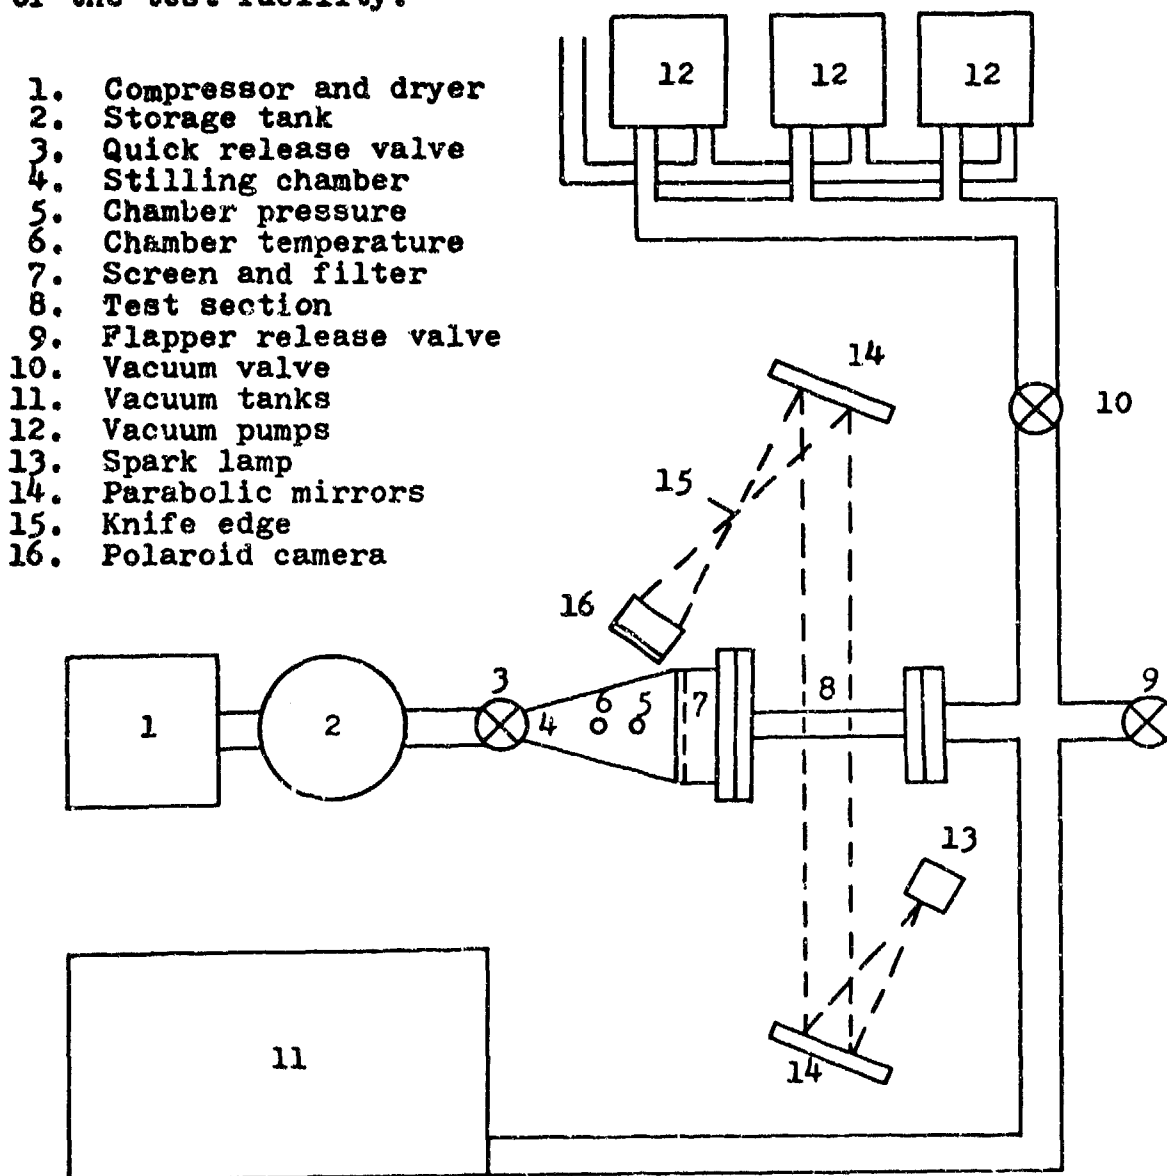 of the test facility.
1. Compressor and dryer
2. Storage tank
3. Quick release valve
4. Stilling chamber
5. Chamber pressure
6. Chamber temperature
7. Screen and filter
8. Test section
9. Flapper release valve
10. Vacuum valve
11. Vacuum tanks
12. Vacuum pumps
13. Spark lamp
14. Parabolic mirrors
15. Knife edge
16. Polaroid camera
12 12 12
14
10
15
16
3
9
1
2
4
6
5
7
8
13
11
14